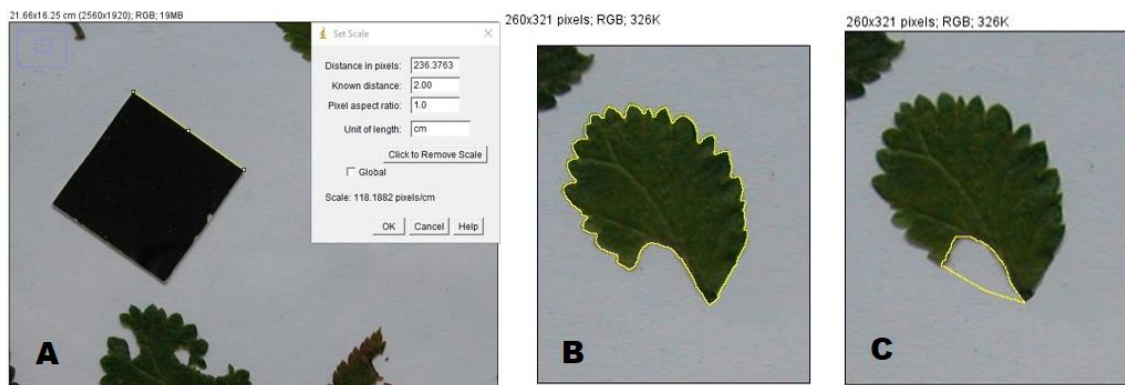 21.66x16.25 cm (2560x1920); RGB; 19MB
Set Scale
Distance in pixels: 236.3763
Known distance: 2.00
Pixel aspect ratio: 1.0
Unit of length: cm
Click to Remove Scale
Global
Scale: 118.1882 pixels/cm
OK Cancel Help
A
260x321 pixels; RGB; 326K
B
260x321 pixels; RGB; 326K
C